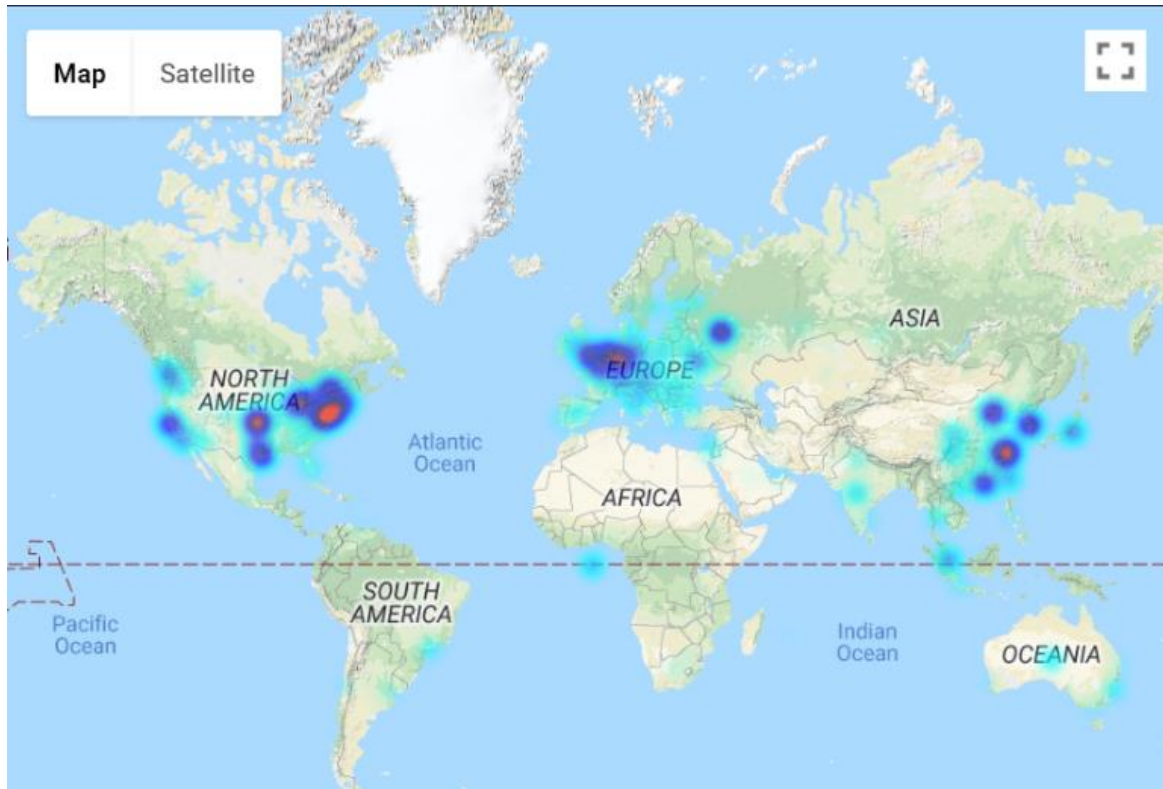 Map Satellite
ASIA
NORTH
AMERICA
EUROPE
Atlantic
Ocean
AFRICA
SOUTH
AMERICA
Pacific
Ocean
Indian
Ocean
OCEANIA